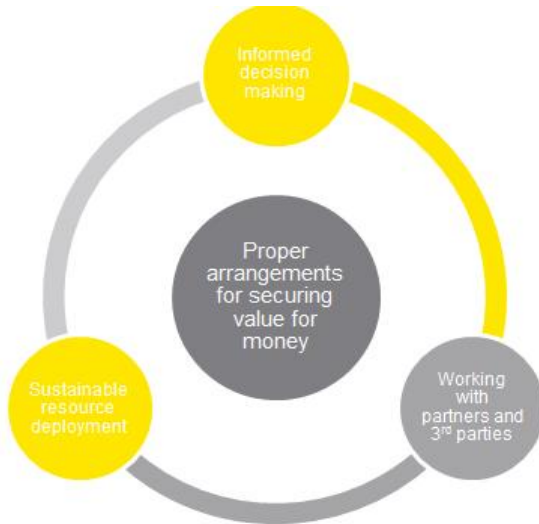 Informed
decision
making
Proper
arrangements
for securing
value for
money
Sustainable
resource
deployment
Working
with
partners and
3rd parties